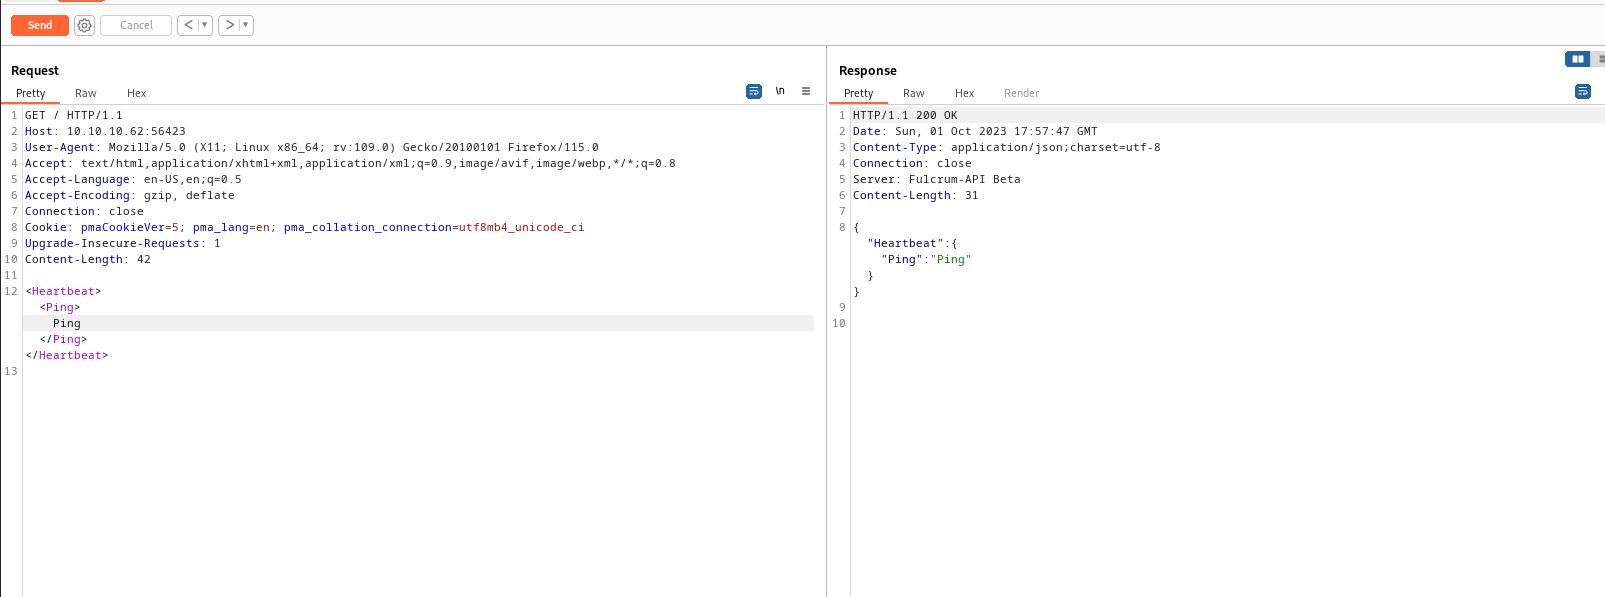 Send Cancel < ▼ > ▼
Request
Pretty Raw Hex \n
1 GET / HTTP/1.1
2 Host: 10.10.10.62:56423
3 User-Agent: Mozilla/5.0 (X11; Linux x86_64; rv:109.0) Gecko/20100101 Firefox/115.0
4 Accept: text/html,application/xhtml+xml,application/xml;q=0.9,image/avif,image/webp,*/*;q=0.8
5 Accept-Language: en-US,en;q=0.5
6 Accept-Encoding: gzip, deflate
7 Connection: close
8 Cookie: pmaCookieVer=5; pma_lang=en; pma_collation_connection=utf8mb4_unicode_ci
9 Upgrade-Insecure-Requests: 1
10 Content-Length: 42
11
12 <Heartbeat>
<Ping>
Ping
</Ping>
</Heartbeat>
13
Response
Pretty Raw Hex Render
1 HTTP/1.1 200 OK
2 Date: Sun, 01 Oct 2023 17:57:47 GMT
3 Content-Type: application/json;charset=utf-8
4 Connection: close
5 Server: Fulcrum-API Beta
6 Content-Length: 31
7
8 {
"Heartbeat":{
"Ping":"Ping"
}
}
9
10